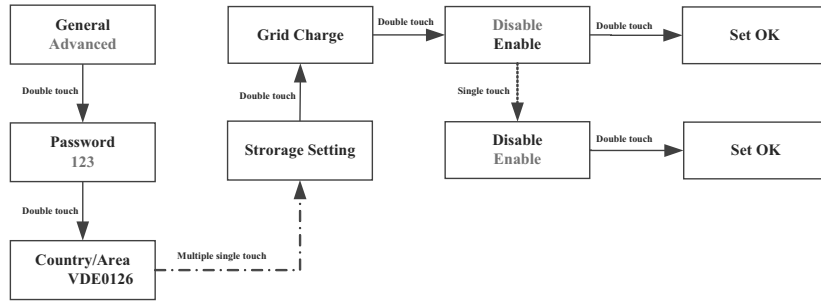 General
Advanced
Double touch
Password
123
Double touch
Country/Area
VDE0126
Multiple single touch
Strorage Setting
Double touch
Grid Charge
Double touch
Disable
Enable
Double touch
Set OK
Single touch
Disable
Enable
Double touch
Set OK